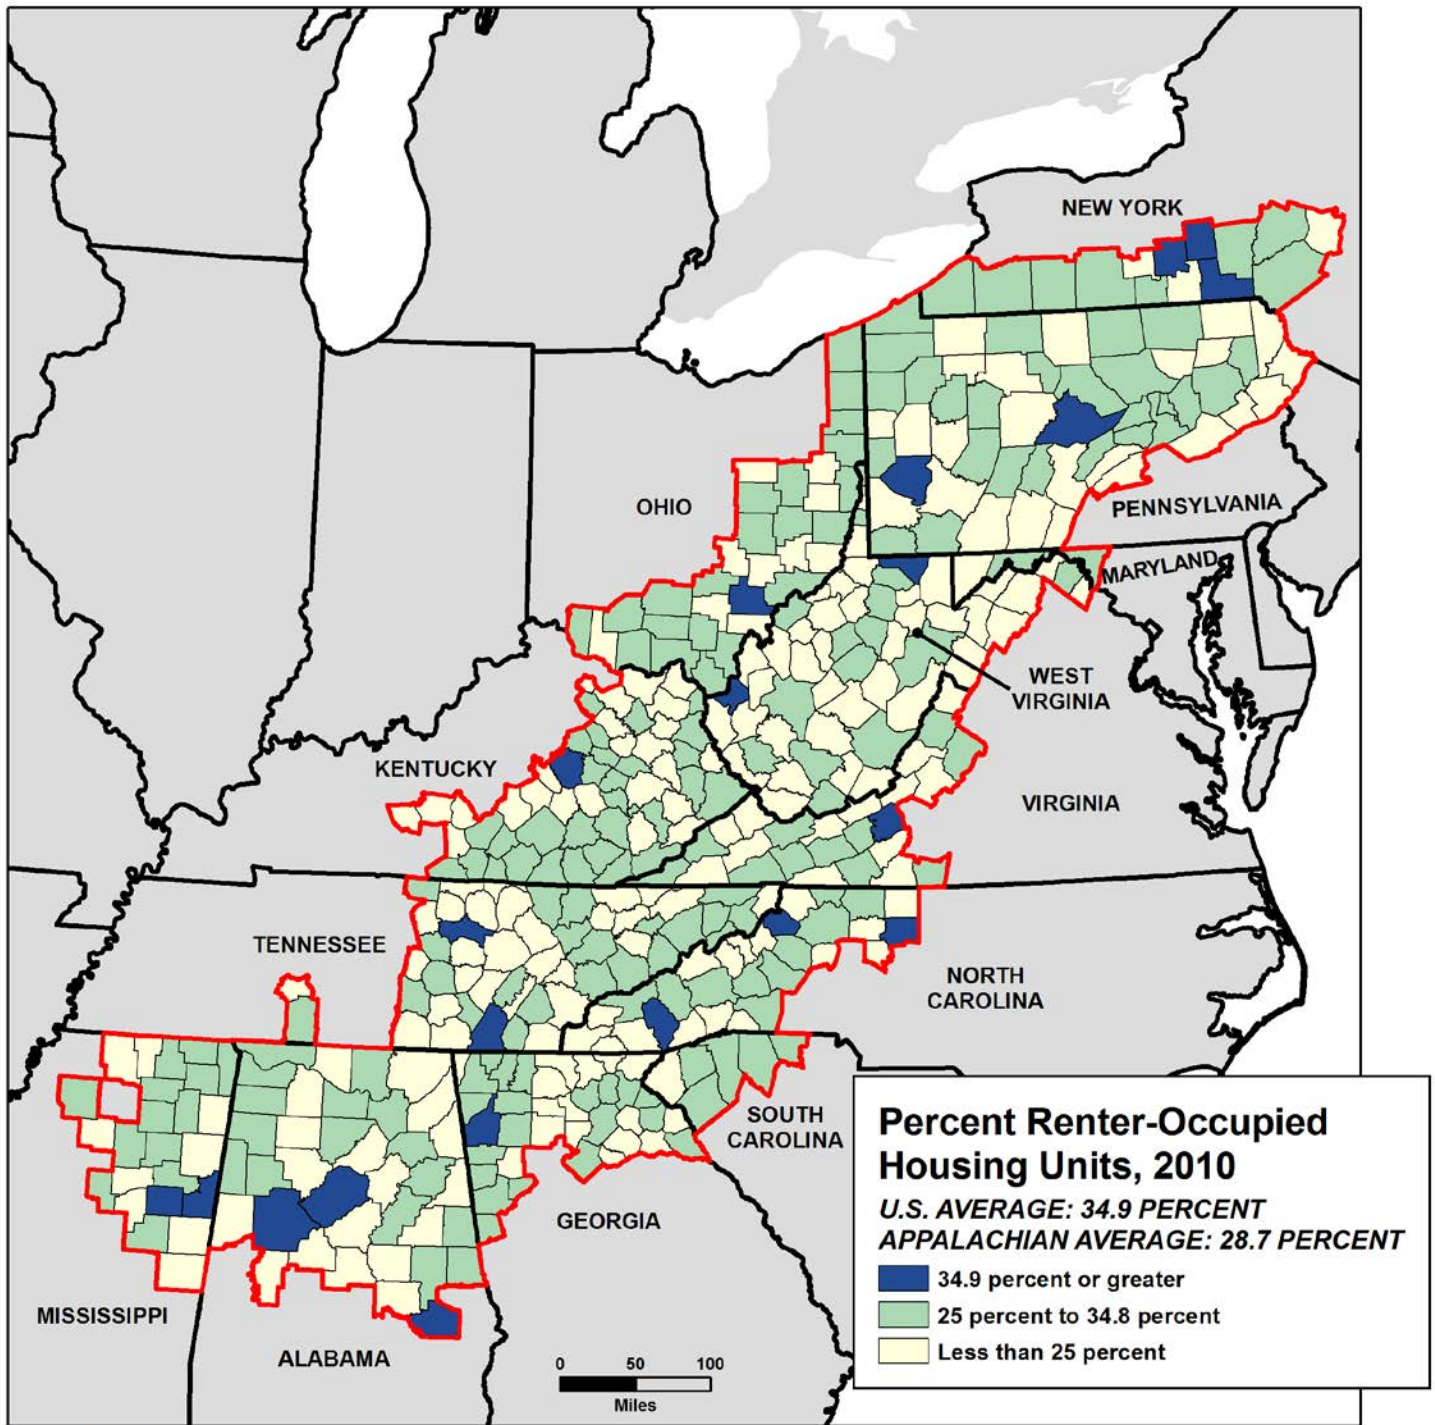 NEW YORK
OHIO
PENNSYLVANIA
MARYLAND
WEST
VIRGINIA
KENTUCKY
VIRGINIA
TENNESSEE
NORTH
CAROLINA
SOUTH
CAROLINA
GEORGIA
MISSISSIPPI
ALABAMA
0 50 100
Miles
Percent Renter-Occupied
Housing Units, 2010
U.S. AVERAGE: 34.9 PERCENT
APPALACHIAN AVERAGE: 28.7 PERCENT
34.9 percent or greater
25 percent to 34.8 percent
Less than 25 percent